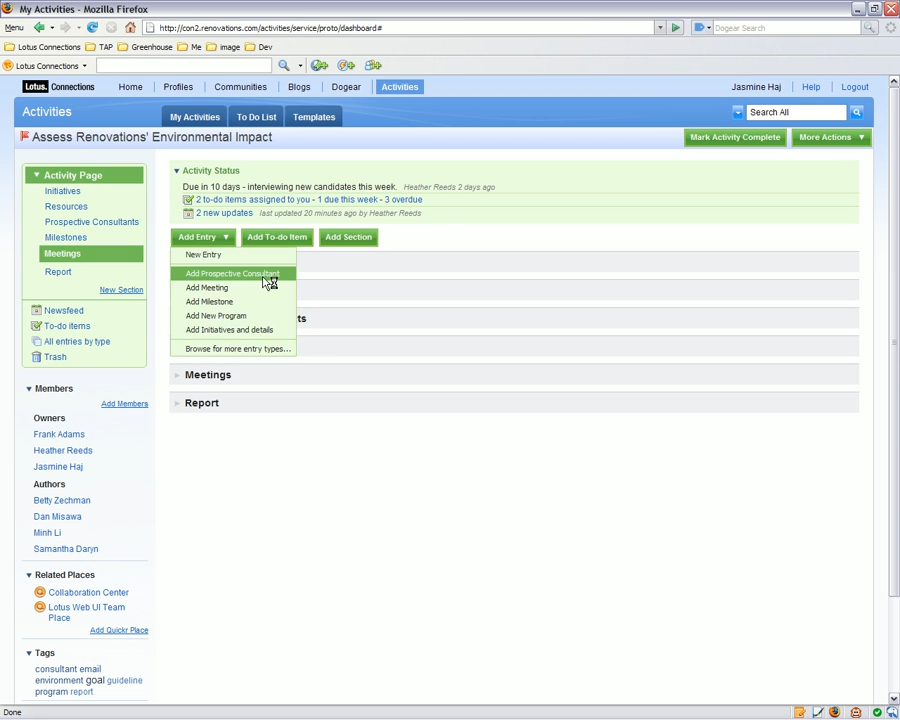 My Activities - Mozilla Firefox
Menu
http://con2.renovations.com/activities/service/proto/dashboard#
Dogear Search
Lotus Connections TAP Greenhouse Me image Dev
Lotus Connections
Lotus. Connections Home Profiles Communities Blogs Dogear Activities Jasmine Haj Help Logout
Activities My Activities To Do List Templates Search All
Assess Renovations' Environmental Impact Mark Activity Complete More Actions
Activity Page
Initiatives
Resources
Prospective Consultants
Milestones
Meetings
Report
New Section
Newsfeed
To-do items
All entries by type
Trash
Members
Add Members
Owners
Frank Adams
Heather Reeds
Jasmine Haj
Authors
Betty Zechman
Dan Misawa
Minh Li
Samantha Daryn
Related Places
Collaboration Center
Lotus Web UI Team
Place
Add Quickr Place
Tags
consultant email
environment goal guideline
program report
Activity Status
Due in 10 days - interviewing new candidates this week. Heather Reeds 2 days ago
2 to-do items assigned to you - 1 due this week - 3 overdue
2 new updates last updated 20 minutes ago by Heather Reeds
Add Entry Add To-do Item Add Section
New Entry
Add Prospective Consultant
Add Meeting
Add Milestone
Add New Program
Add Initiatives and details
Browse for more entry types...
ts
Meetings
Report
Done